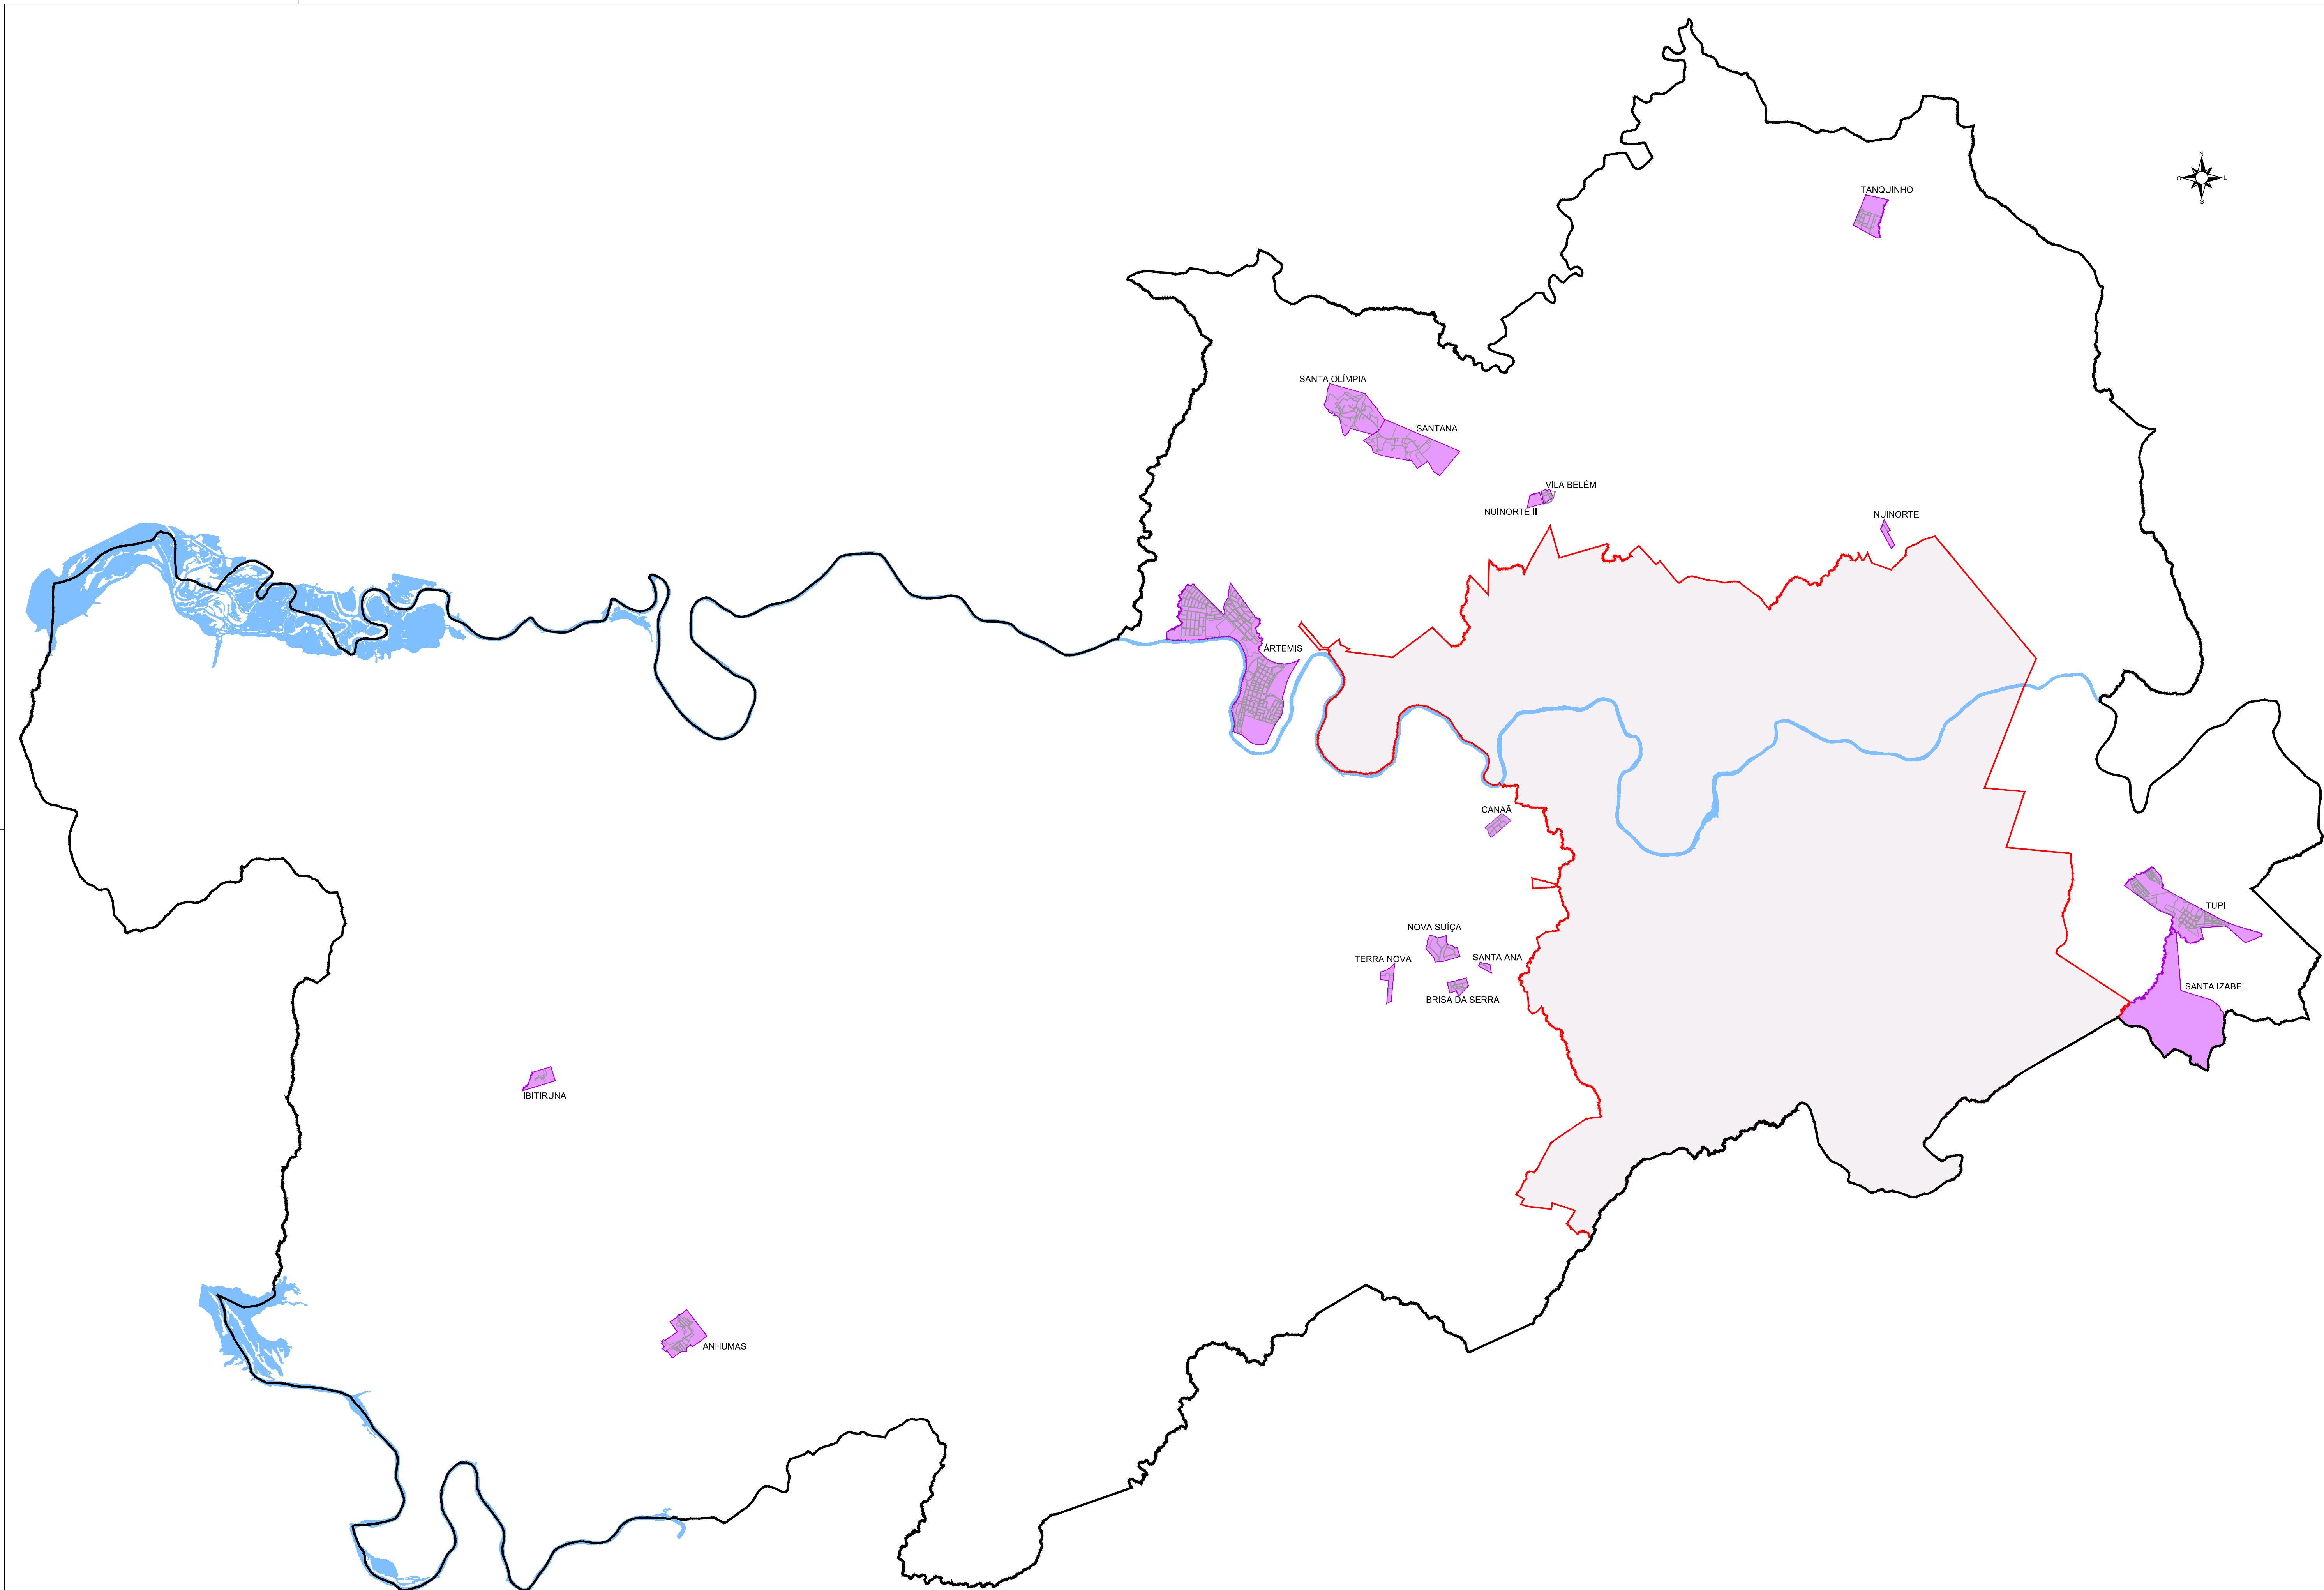 N
O
L
S
TANQUINHO
SANTA OLÍMPIA
SANTANA
VILA BELÉM
NUINORTE II
NUINORTE
ÁRTEMIS
CANAÃ
TUPI
NOVA SUÍÇA
TERRA NOVA
SANTA ANA
BRISA DA SERRA
SANTA IZABEL
IBITIRUNA
ANHUMAS